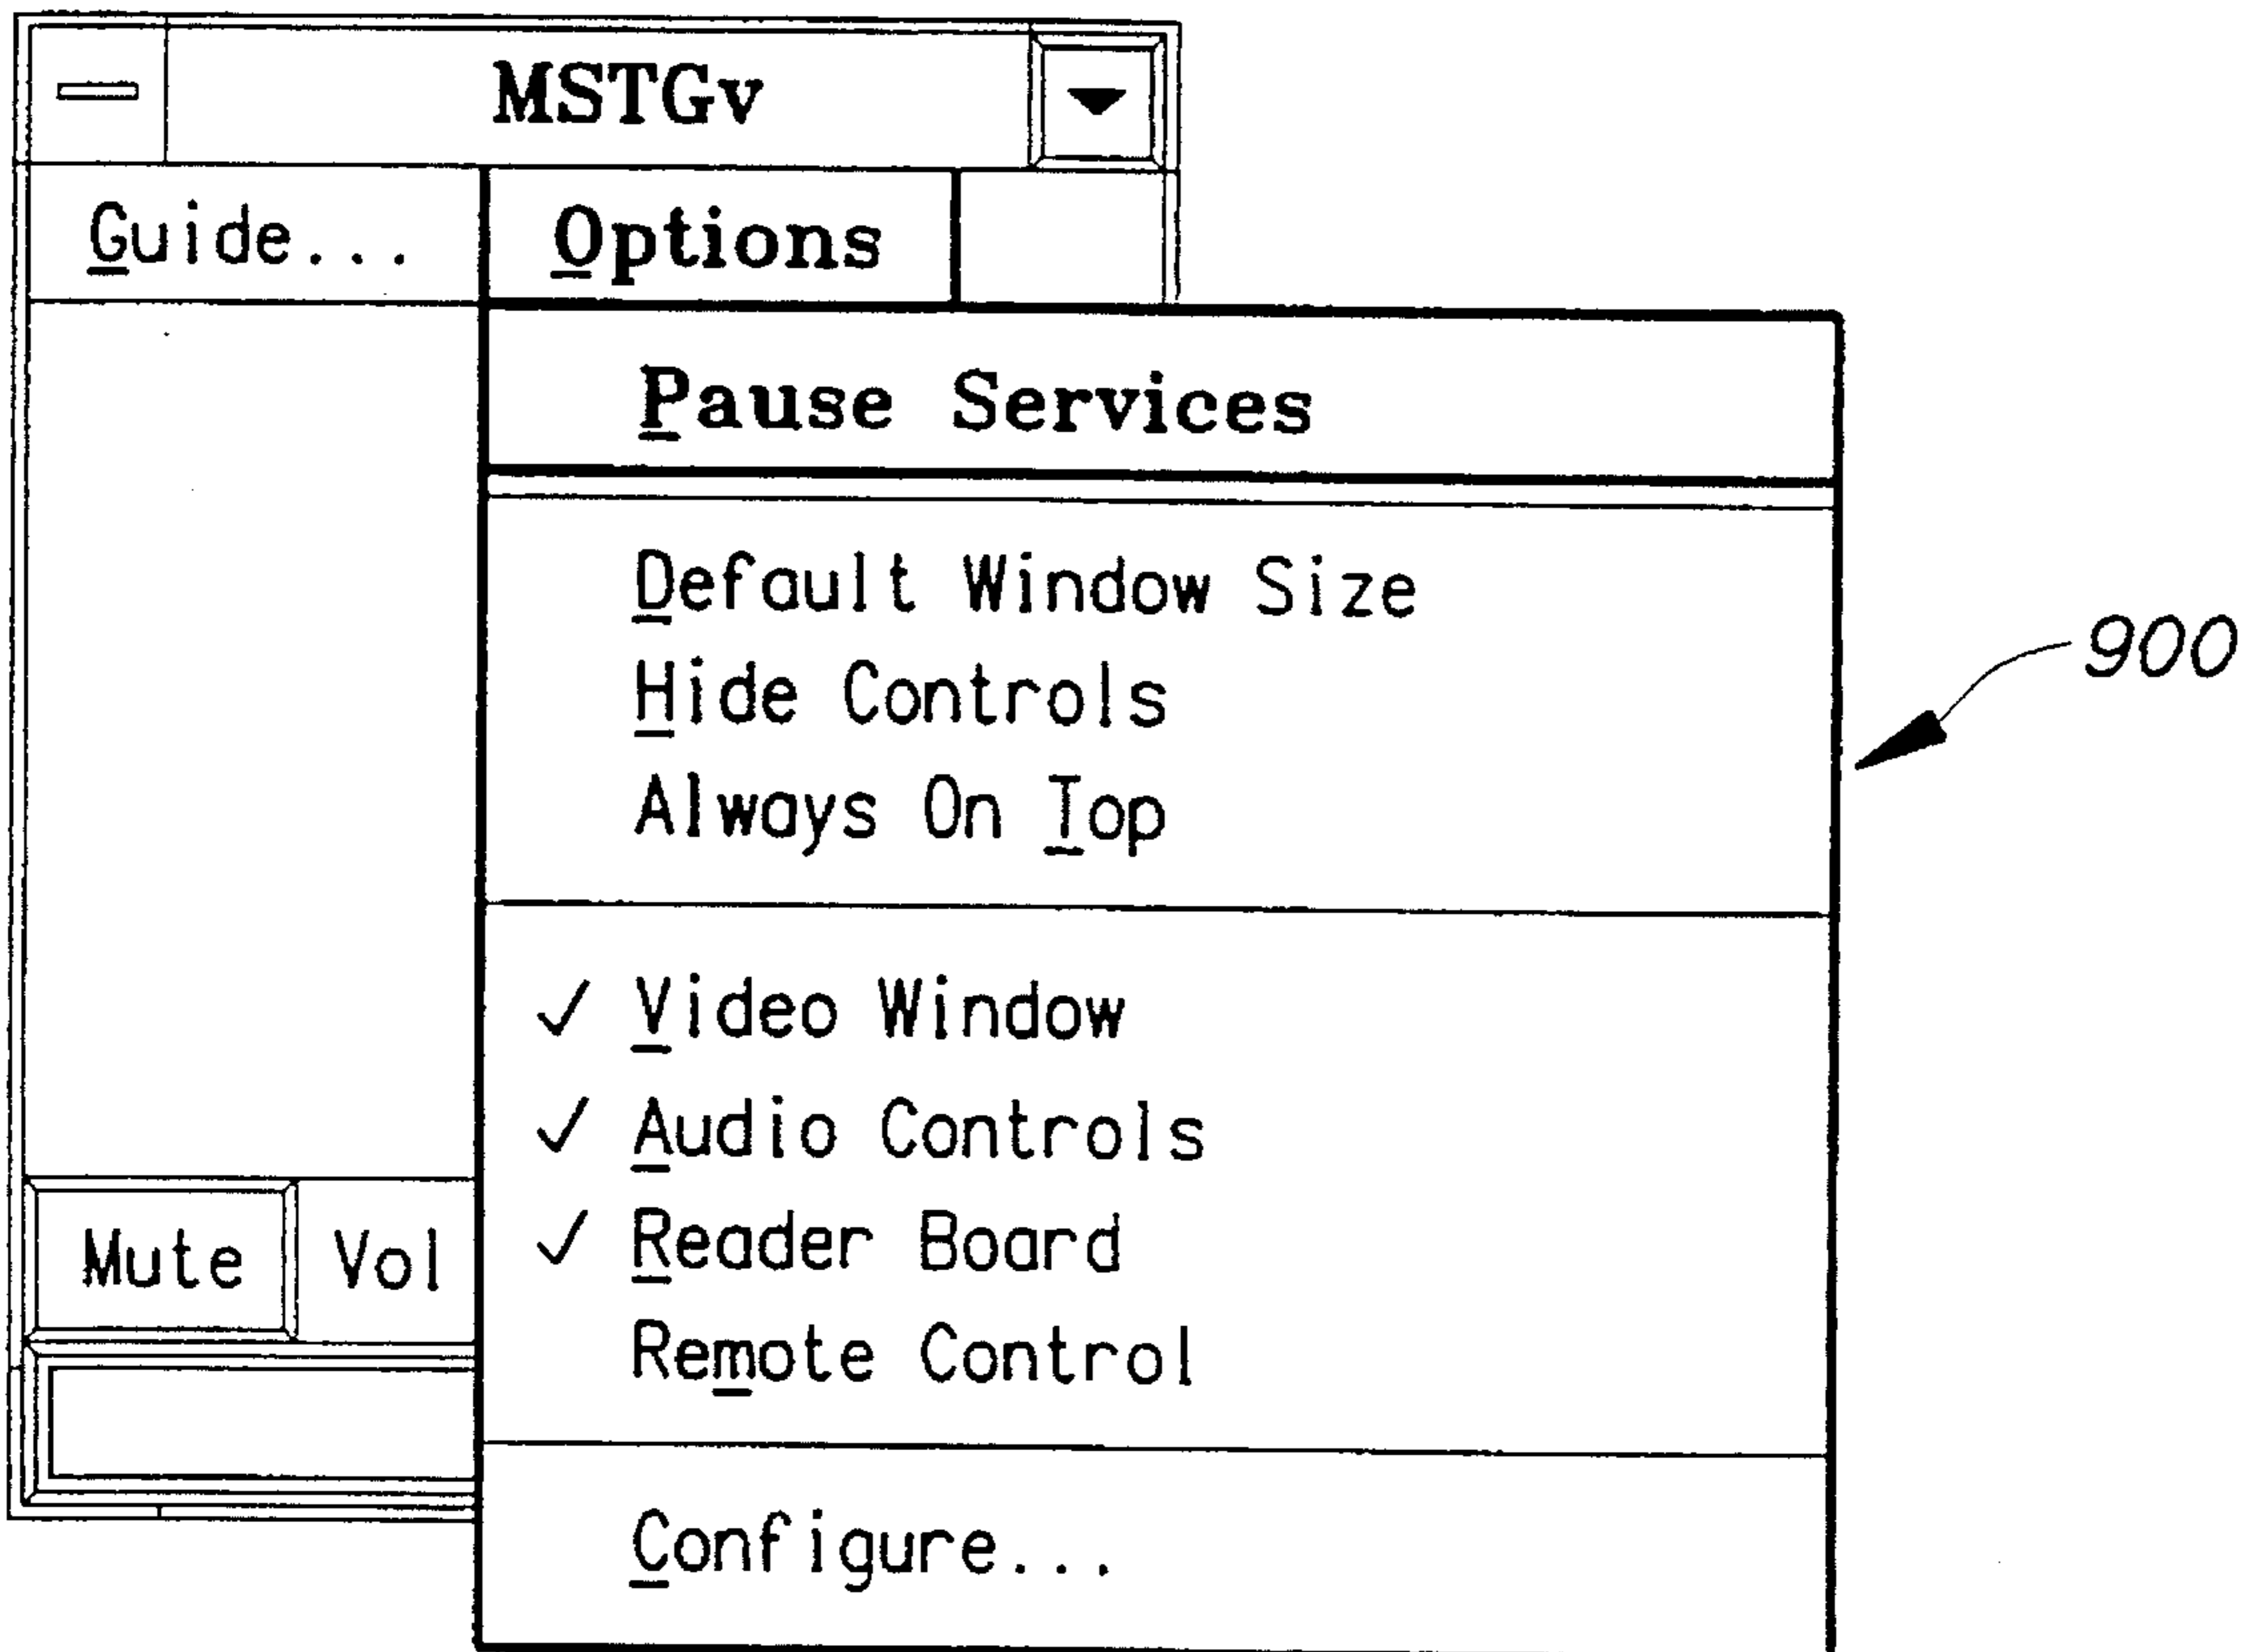 MSTGv
Guide... Options
Pause Services
Default Window Size
Hide Controls
900
Always On Top
✓ Video Window
✓ Audio Controls
✓ Reader Board
Mute Vol
Remote Control
Configure...